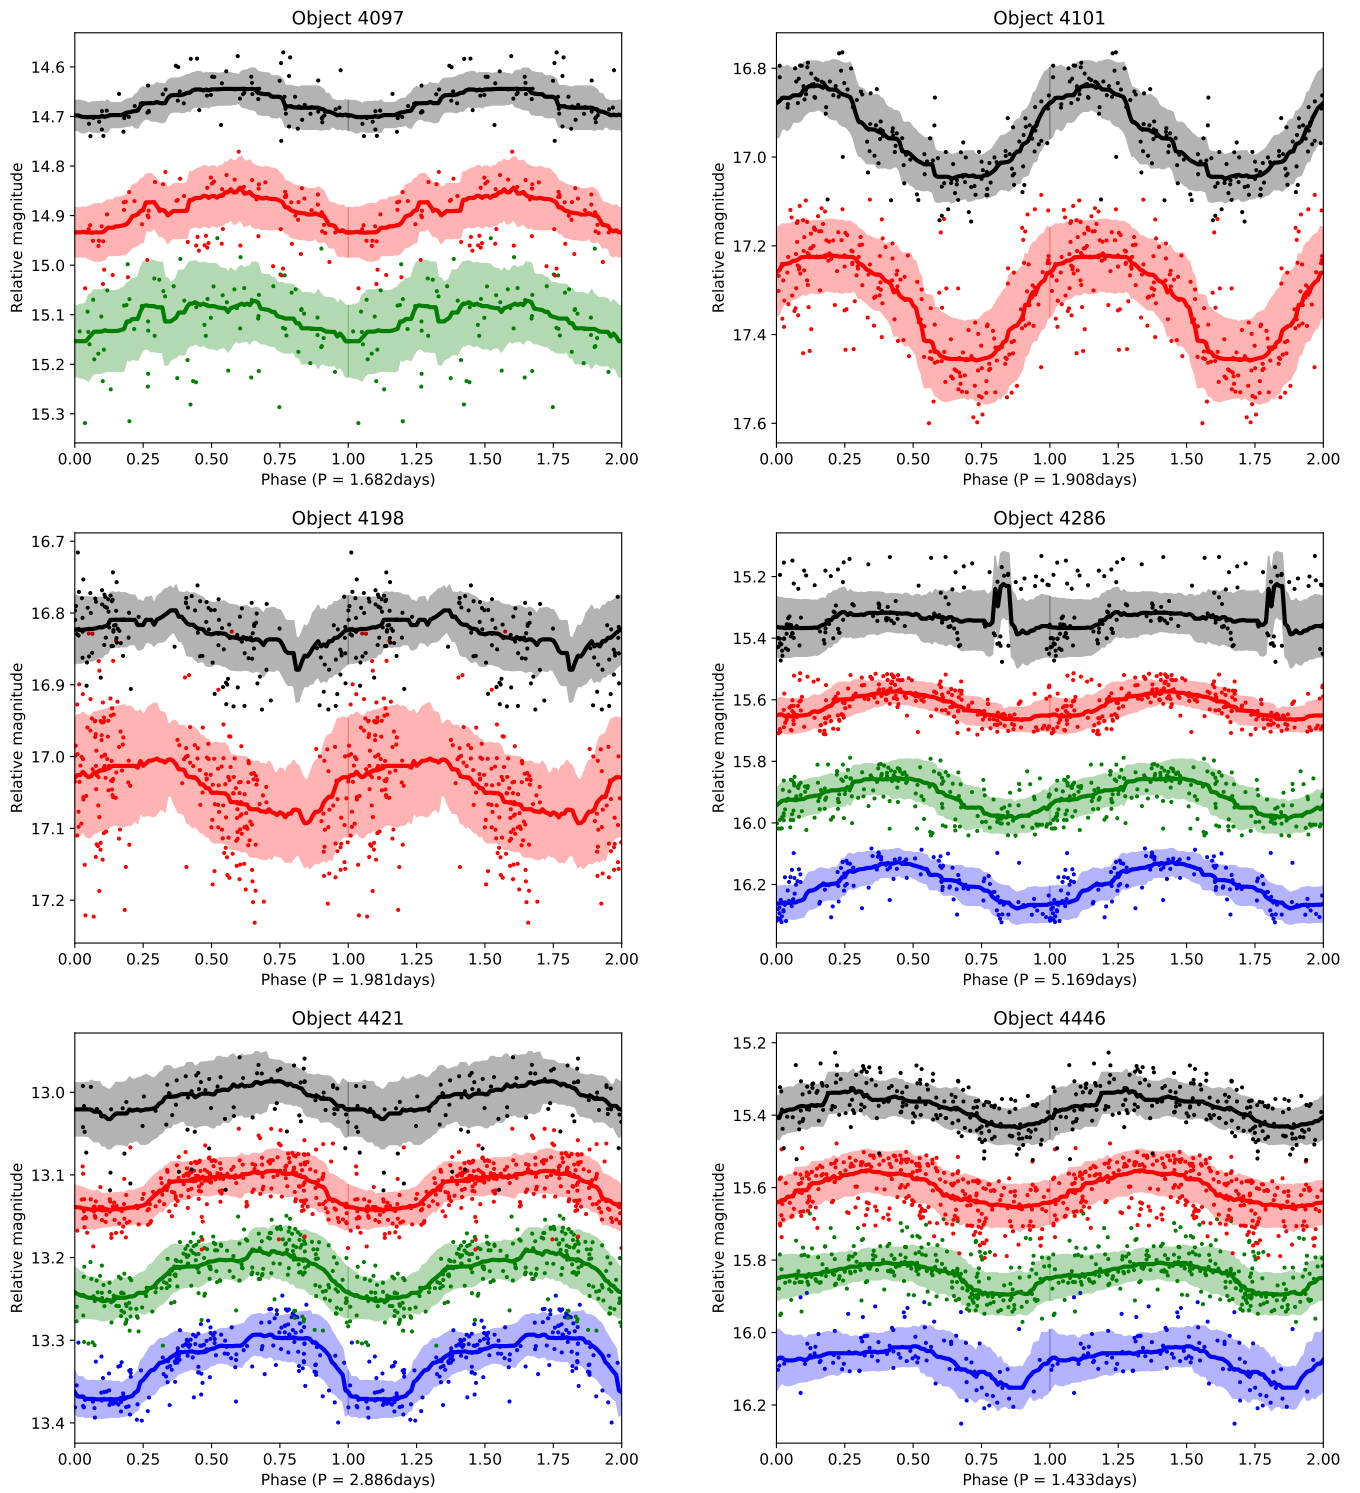 Object 4097
Relative magnitude
14.6
14.7
14.8
14.9
15.0
15.1
15.2
15.3
0.00 0.25 0.50 0.75 1.00 1.25 1.50 1.75 2.00
Phase (P = 1.682days)
Object 4101
Relative magnitude
16.8
17.0
17.2
17.4
17.6
0.00 0.25 0.50 0.75 1.00 1.25 1.50 1.75 2.00
Phase (P = 1.908days)
Object 4198
Relative magnitude
16.7
16.8
16.9
17.0
17.1
17.2
0.00 0.25 0.50 0.75 1.00 1.25 1.50 1.75 2.00
Phase (P = 1.981days)
Object 4286
Relative magnitude
15.2
15.4
15.6
15.8
16.0
16.2
0.00 0.25 0.50 0.75 1.00 1.25 1.50 1.75 2.00
Phase (P = 5.169days)
Object 4421
Relative magnitude
13.0
13.1
13.2
13.3
13.4
0.00 0.25 0.50 0.75 1.00 1.25 1.50 1.75 2.00
Phase (P = 2.886days)
Object 4446
Relative magnitude
15.2
15.4
15.6
15.8
16.0
16.2
0.00 0.25 0.50 0.75 1.00 1.25 1.50 1.75 2.00
Phase (P = 1.433days)